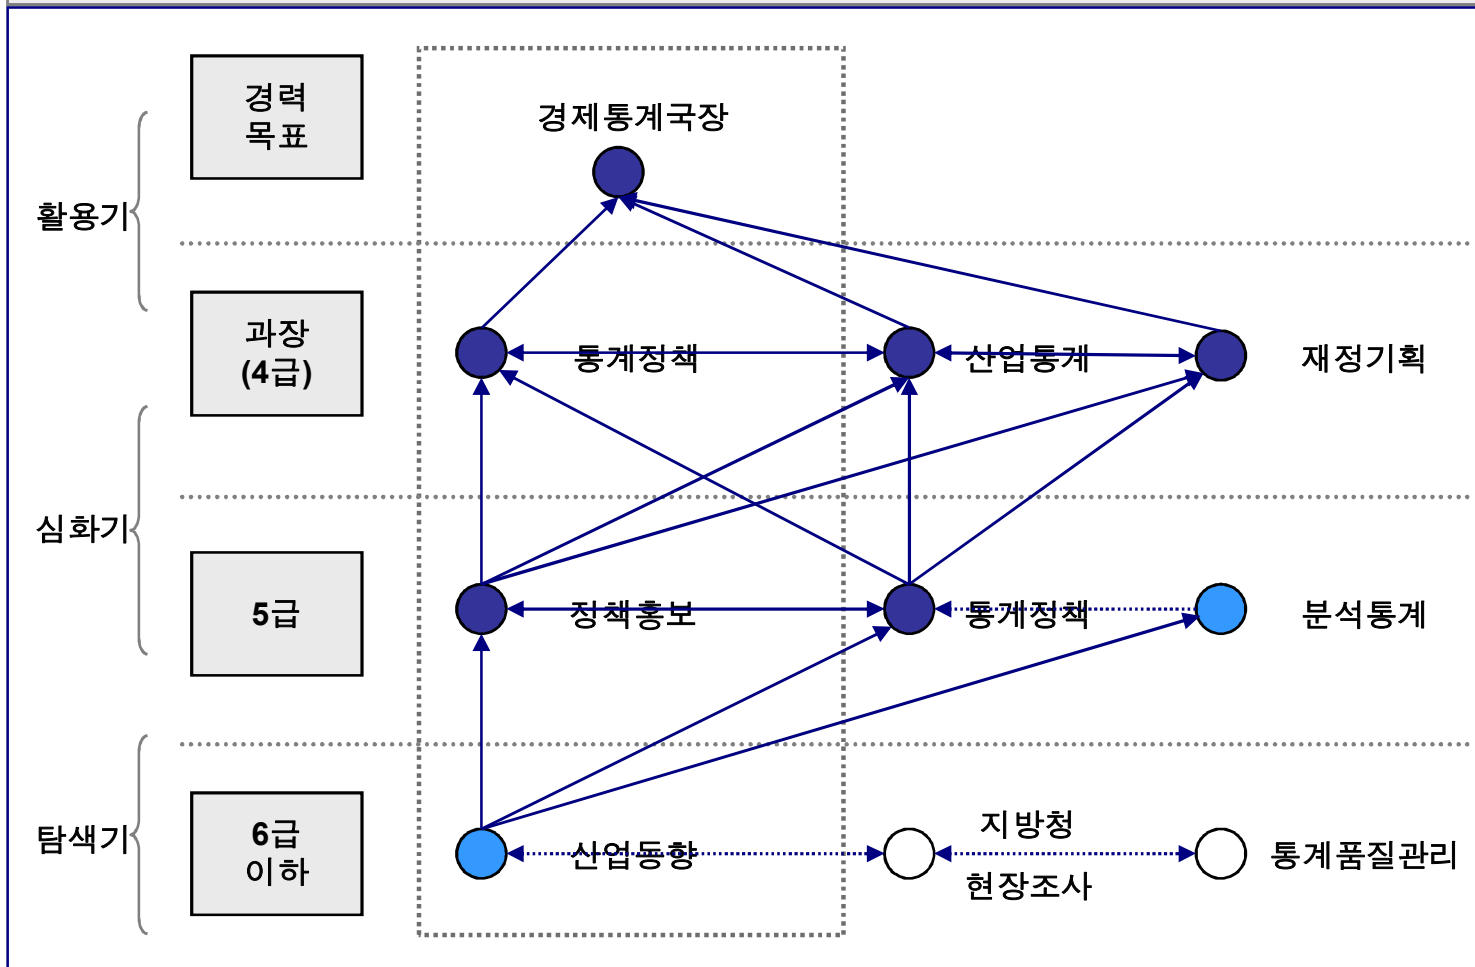 경력
목표
경제통계국장
활용기
과장
(4급)
통계정책
산업통계
재정기획
심화기
5급
정책홍보
통계정책
분석통계
탐색기
6급
이하
산업동향
지방청
현장조사
통계품질관리